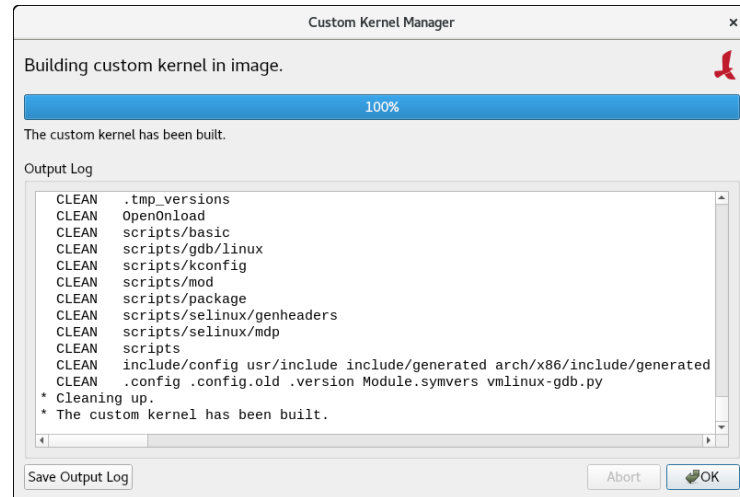 Custom Kernel Manager ×
Building custom kernel in image.
100%
The custom kernel has been built.
Output Log
CLEAN .tmp_versions
CLEAN OpenOnload
CLEAN scripts/basic
CLEAN scripts/gdb/linux
CLEAN scripts/kconfig
CLEAN scripts/mod
CLEAN scripts/package
CLEAN scripts/selinux/genheaders
CLEAN scripts/selinux/mdp
CLEAN scripts
CLEAN include/config usr/include include/generated arch/x86/include/generated
CLEAN .config .config.old .version Module.symvers vmlinux-gdb.py
* Cleaning up.
* The custom kernel has been built.
Save Output Log Abort OK